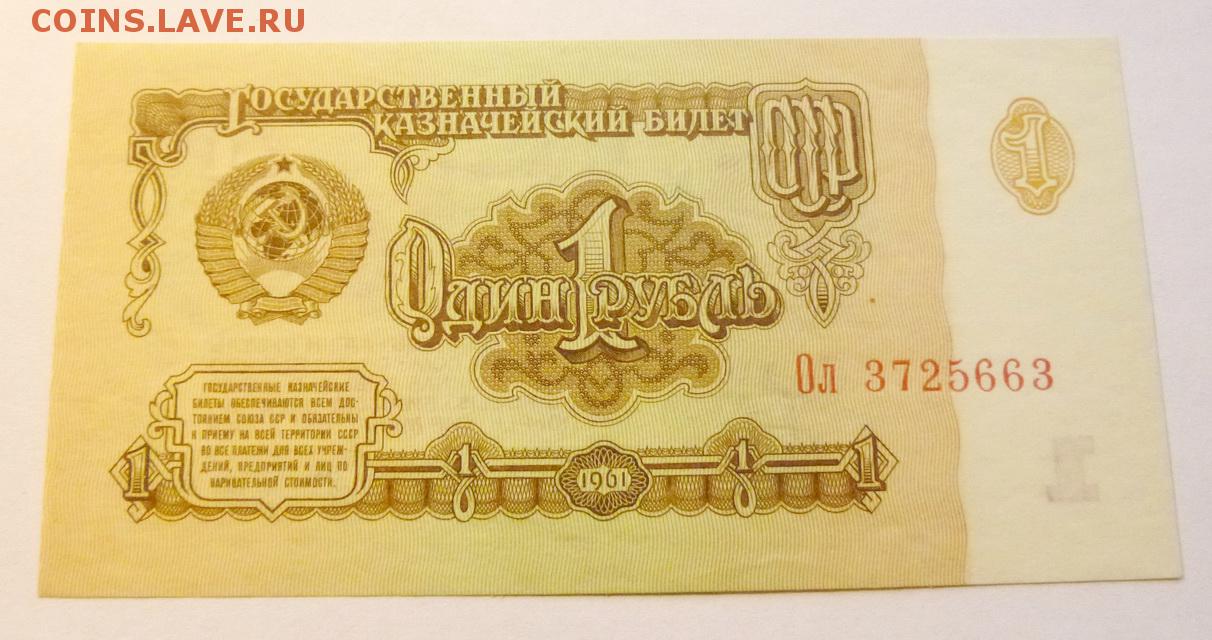 COINS.LAVE.RU
ГОСУДАРСТВЕННЫЙ
КАЗНАЧЕЙСКИЙ БИЛЕТ
СССР
1
ОДИН 1 РУБЛЬ
Ол 3725663
ГОСУДАРСТВЕННЫЕ КАЗНАЧЕЙСКИЕ
БИЛЕТЫ ОБЕСПЕЧИВАЮТСЯ ВСЕМ ДОС-
ТОЯНИЕМ СОЮЗА ССР И ОБЯЗАТЕЛЬНЫ
К ПРИЕМУ НА ВСЕЙ ТЕРРИТОРИИ СССР
ВО ВСЕ ПЛАТЕЖИ ДЛЯ ВСЕХ УЧРЕЖ-
ДЕНИЙ, ПРЕДПРИЯТИЙ И ЛИЦ ПО
НАРИЦАТЕЛЬНОЙ СТОИМОСТИ.
1 1 1961 1 1